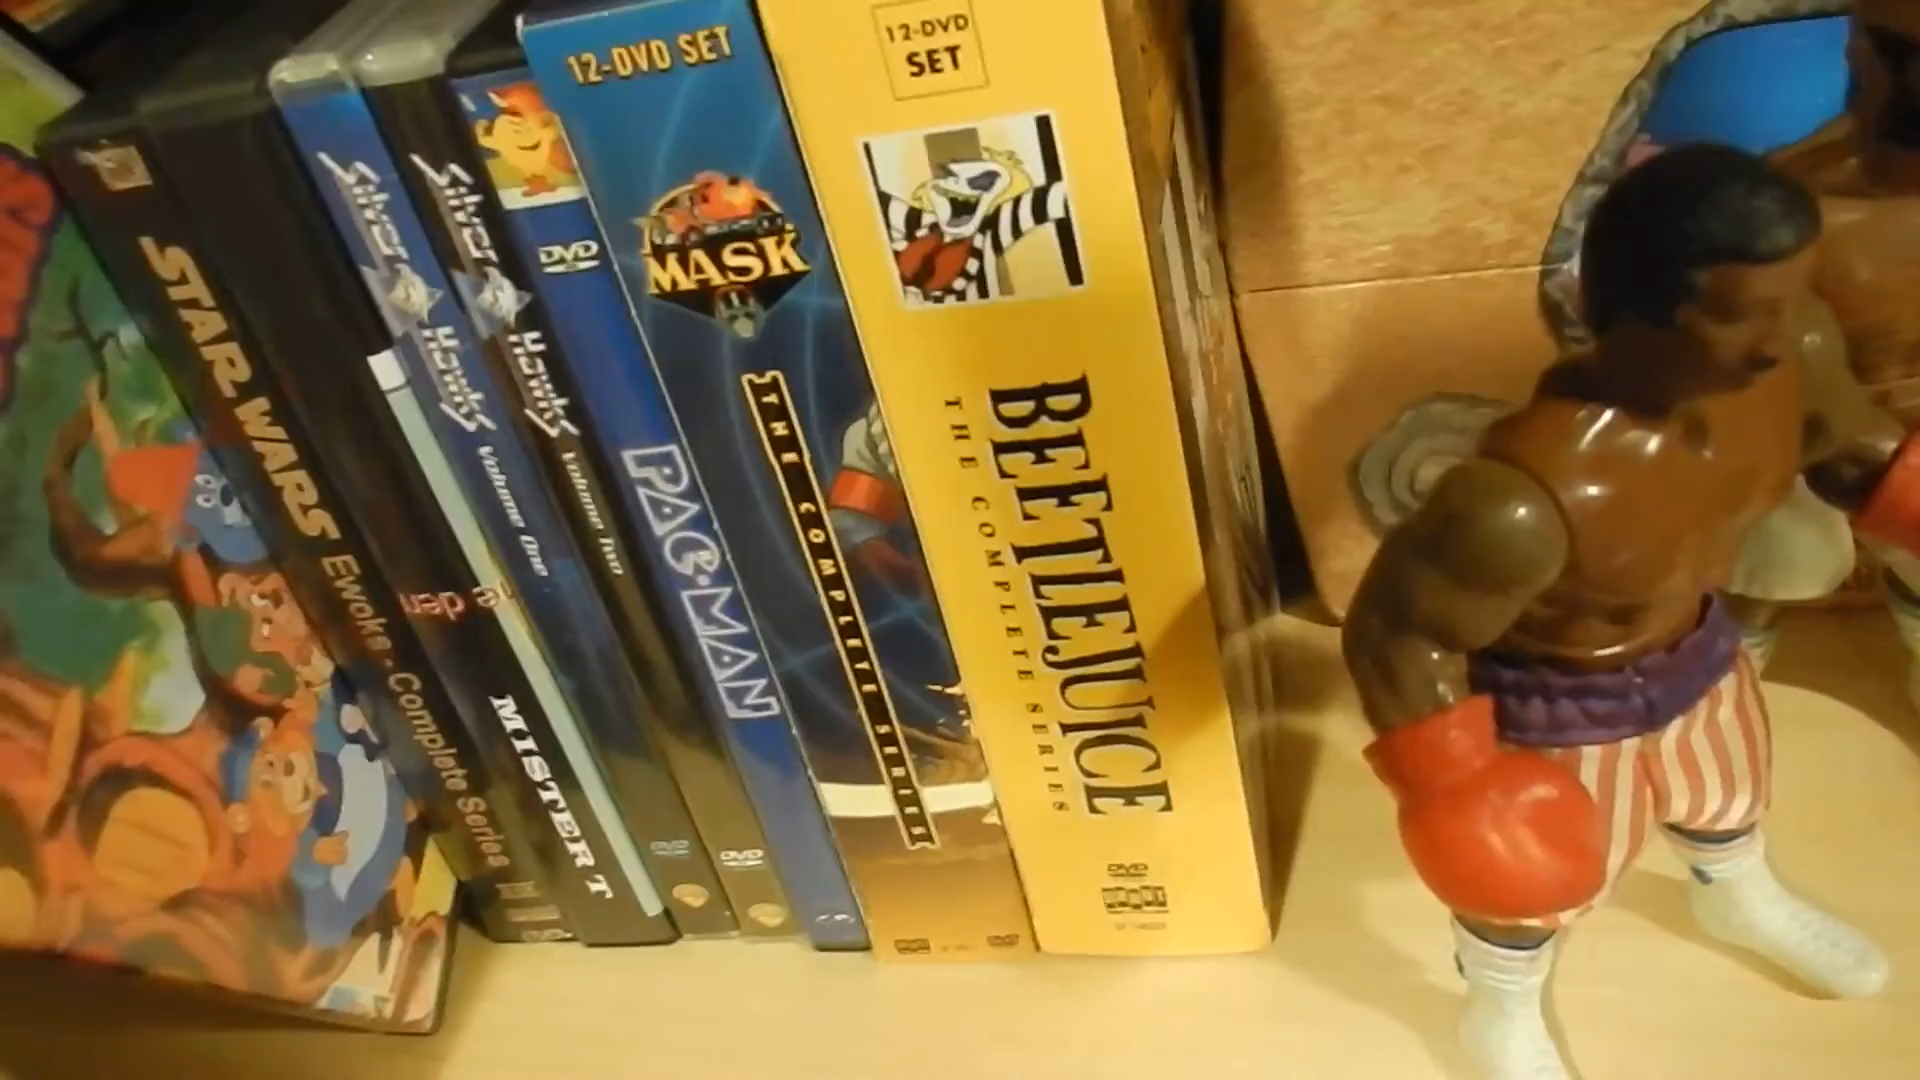 STAR WARS Ewoks - Complete Series
MISTER T
Silver Hawks Volume One
DVD
Silver Hawks Volume Two
DVD
DVD
PAC-MAN
12-DVD SET
MASK
THE COMPLETE SERIES
DVD
12-DVD
SET
BEETLEJUICE
THE COMPLETE SERIES
DVD